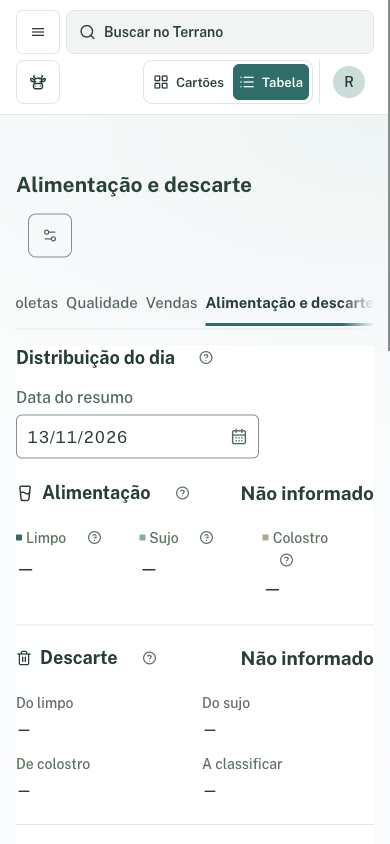 Buscar no Terrano
Cartões
Tabela
R
Alimentação e descarte
oletas Qualidade Vendas Alimentação e descarte
Distribuição do dia
Data do resumo
13/11/2026
Alimentação Não informado
Limpo Sujo Colostro
— —
—
Descarte Não informado
Do limpo Do sujo
— —
De colostro A classificar
— —